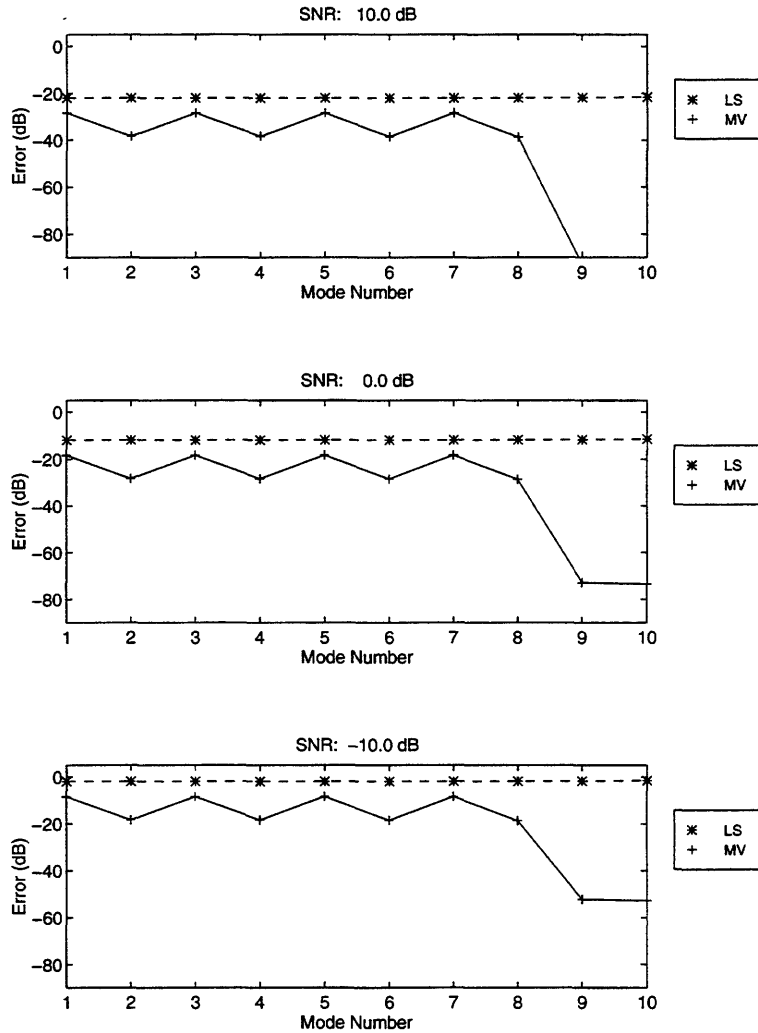 SNR: 10.0 dB
0
−20
−40
−60
−80
Error (dB)
1 2 3 4 5 6 7 8 9 10
Mode Number
LS
MV
SNR: 0.0 dB
0
−20
−40
−60
−80
Error (dB)
1 2 3 4 5 6 7 8 9 10
Mode Number
LS
MV
SNR: −10.0 dB
0
−20
−40
−60
−80
Error (dB)
1 2 3 4 5 6 7 8 9 10
Mode Number
LS
MV